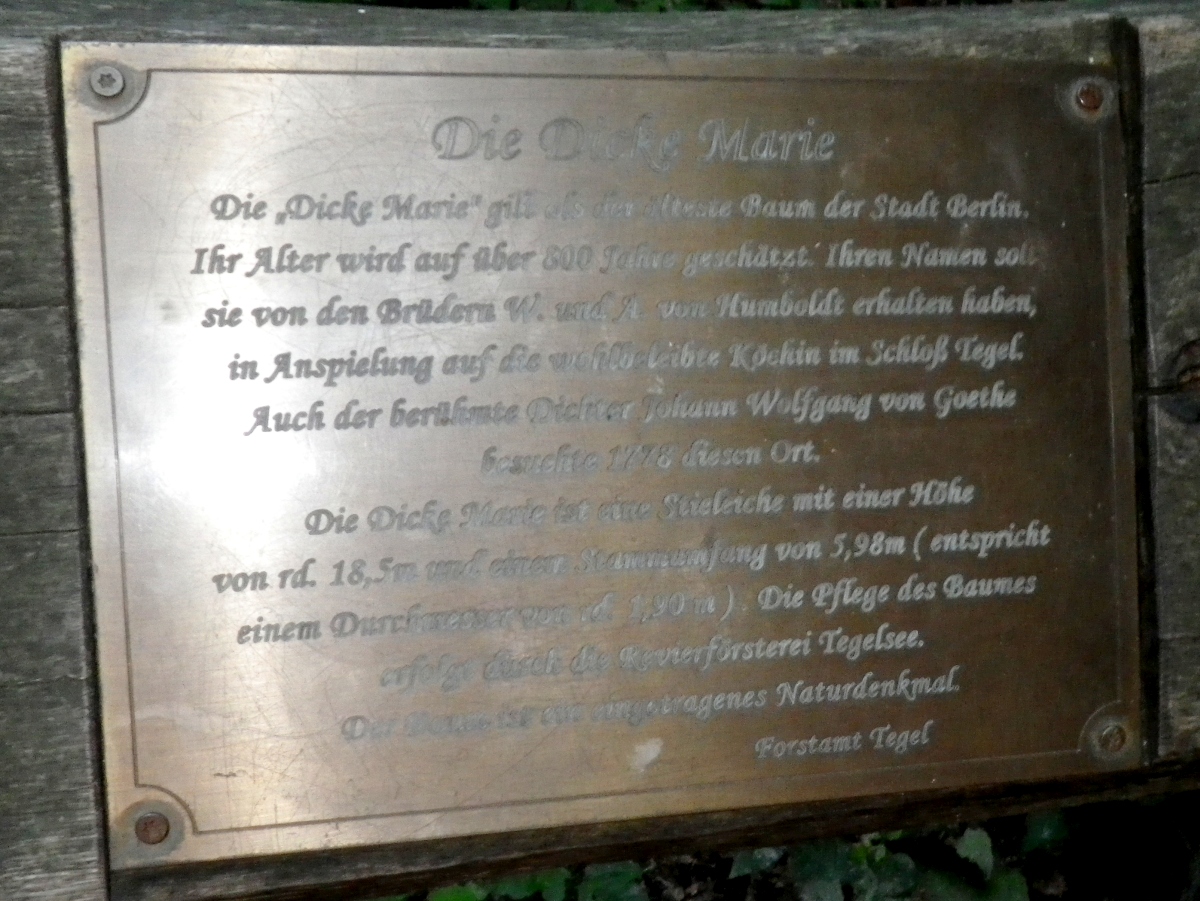 Die Dicke Marie
Die „Dicke Marie" gilt als der älteste Baum der Stadt Berlin.
Ihr Alter wird auf über 800 Jahre geschätzt. Ihren Namen soll
sie von den Brüdern W. und A. von Humboldt erhalten haben,
in Anspielung auf die wohlbeleibte Köchin im Schloß Tegel.
Auch der berühmte Dichter Johann Wolfgang von Goethe
besuchte 1778 diesen Ort.
Die Dicke Marie ist eine Stieleiche mit einer Höhe
von rd. 18,5m und einem Stammumfang von 5,98m ( entspricht
einem Durchmesser von rd. 1,90 m ) . Die Pflege des Baumes
erfolgt durch die Revierförsterei Tegelsee.
Der Baum ist ein eingetragenes Naturdenkmal.
Forstamt Tegel